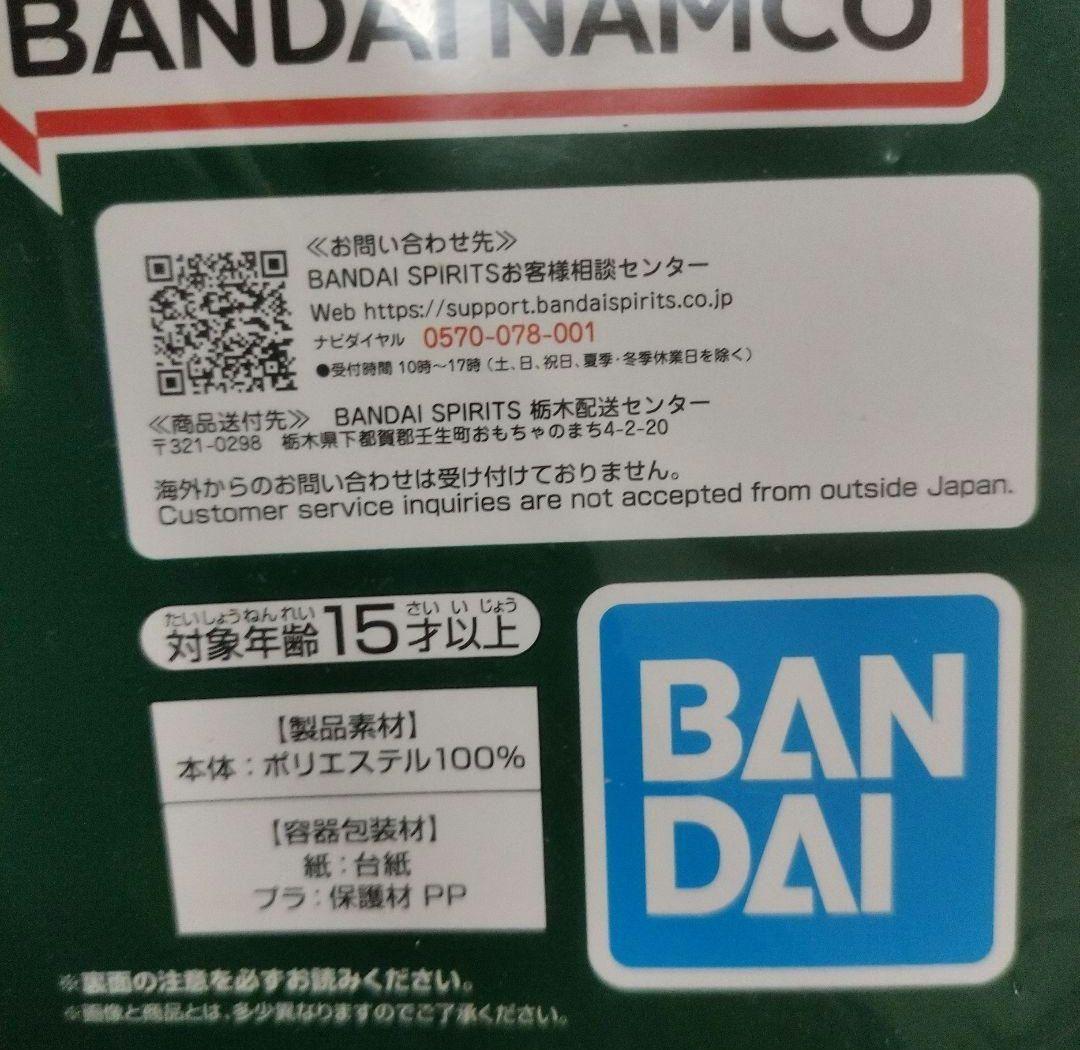 BANDAI NAMCO
≪お問い合わせ先≫
BANDAI SPIRITSお客様相談センター
Web https://support.bandaispirits.co.jp
ナビダイヤル 0570-078-001
●受付時間 10時～17時（土、日、祝日、夏季・冬季休業日を除く）
≪商品送付先≫ BANDAI SPIRITS 栃木配送センター
〒321-0298 栃木県下都賀郡壬生町おもちゃのまち4-2-20
海外からのお問い合わせは受け付けておりません。
Customer service inquiries are not accepted from outside Japan.
たいしょうねんれい さいいじょう
対象年齢15才以上
【製品素材】
本体：ポリエステル100%
【容器包装材】
紙：台紙
プラ：保護材 PP
BAN
DAI
※裏面の注意を必ずお読みください。
※画像と商品とは、多少異なりますのでご了承ください。